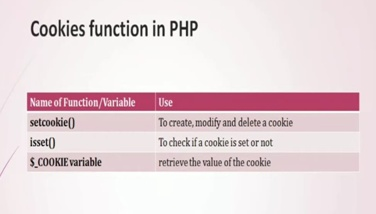 Cookies function in PHP
Name of Function/Variable Use
setcookie() To create, modify and delete a cookie
isset() To check if a cookie is set or not
$_COOKIE variable retrieve the value of the cookie